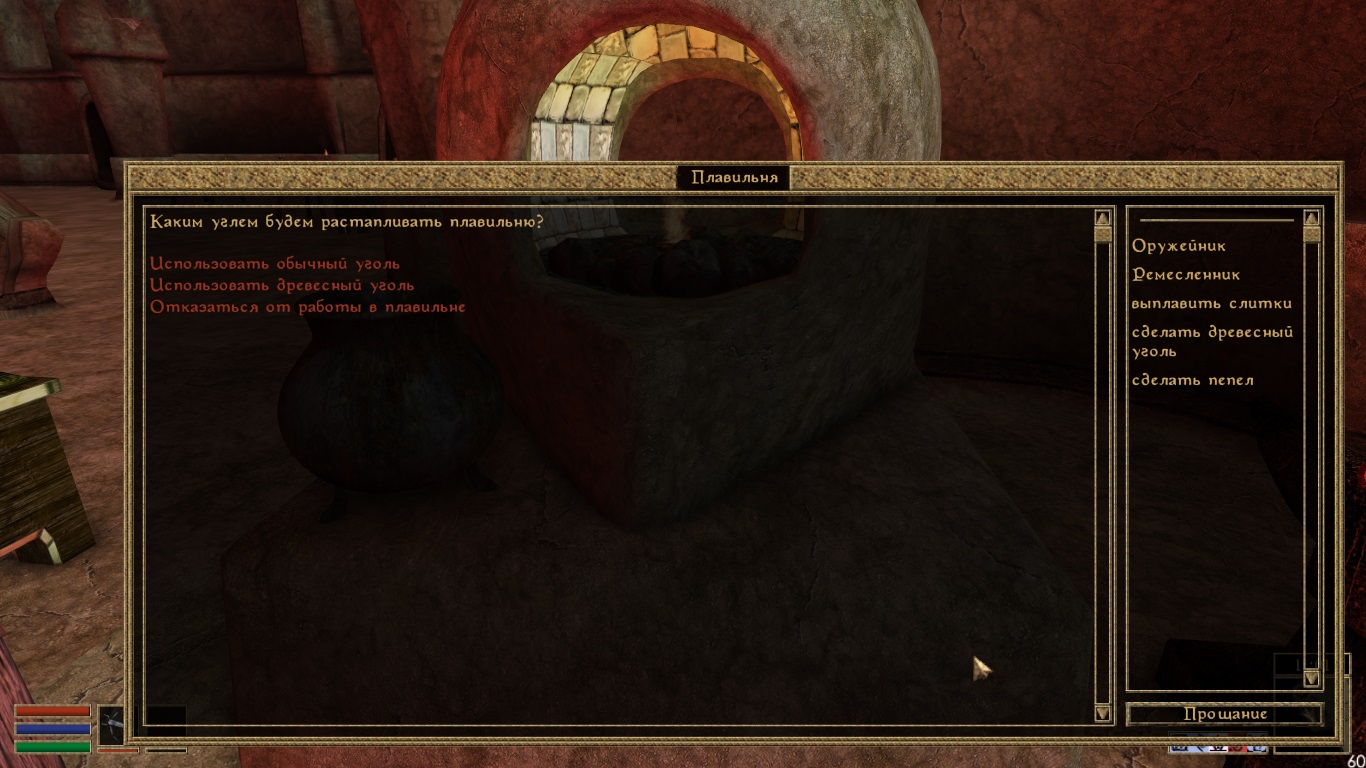 Плавильня
Каким углем будем растапливать плавильню?
Использовать обычный уголь
Использовать древесный уголь
Отказаться от работы в плавильне
Оружейник
Ремесленник
выплавить слитки
сделать древесный
уголь
сделать пепел
Прощание
60